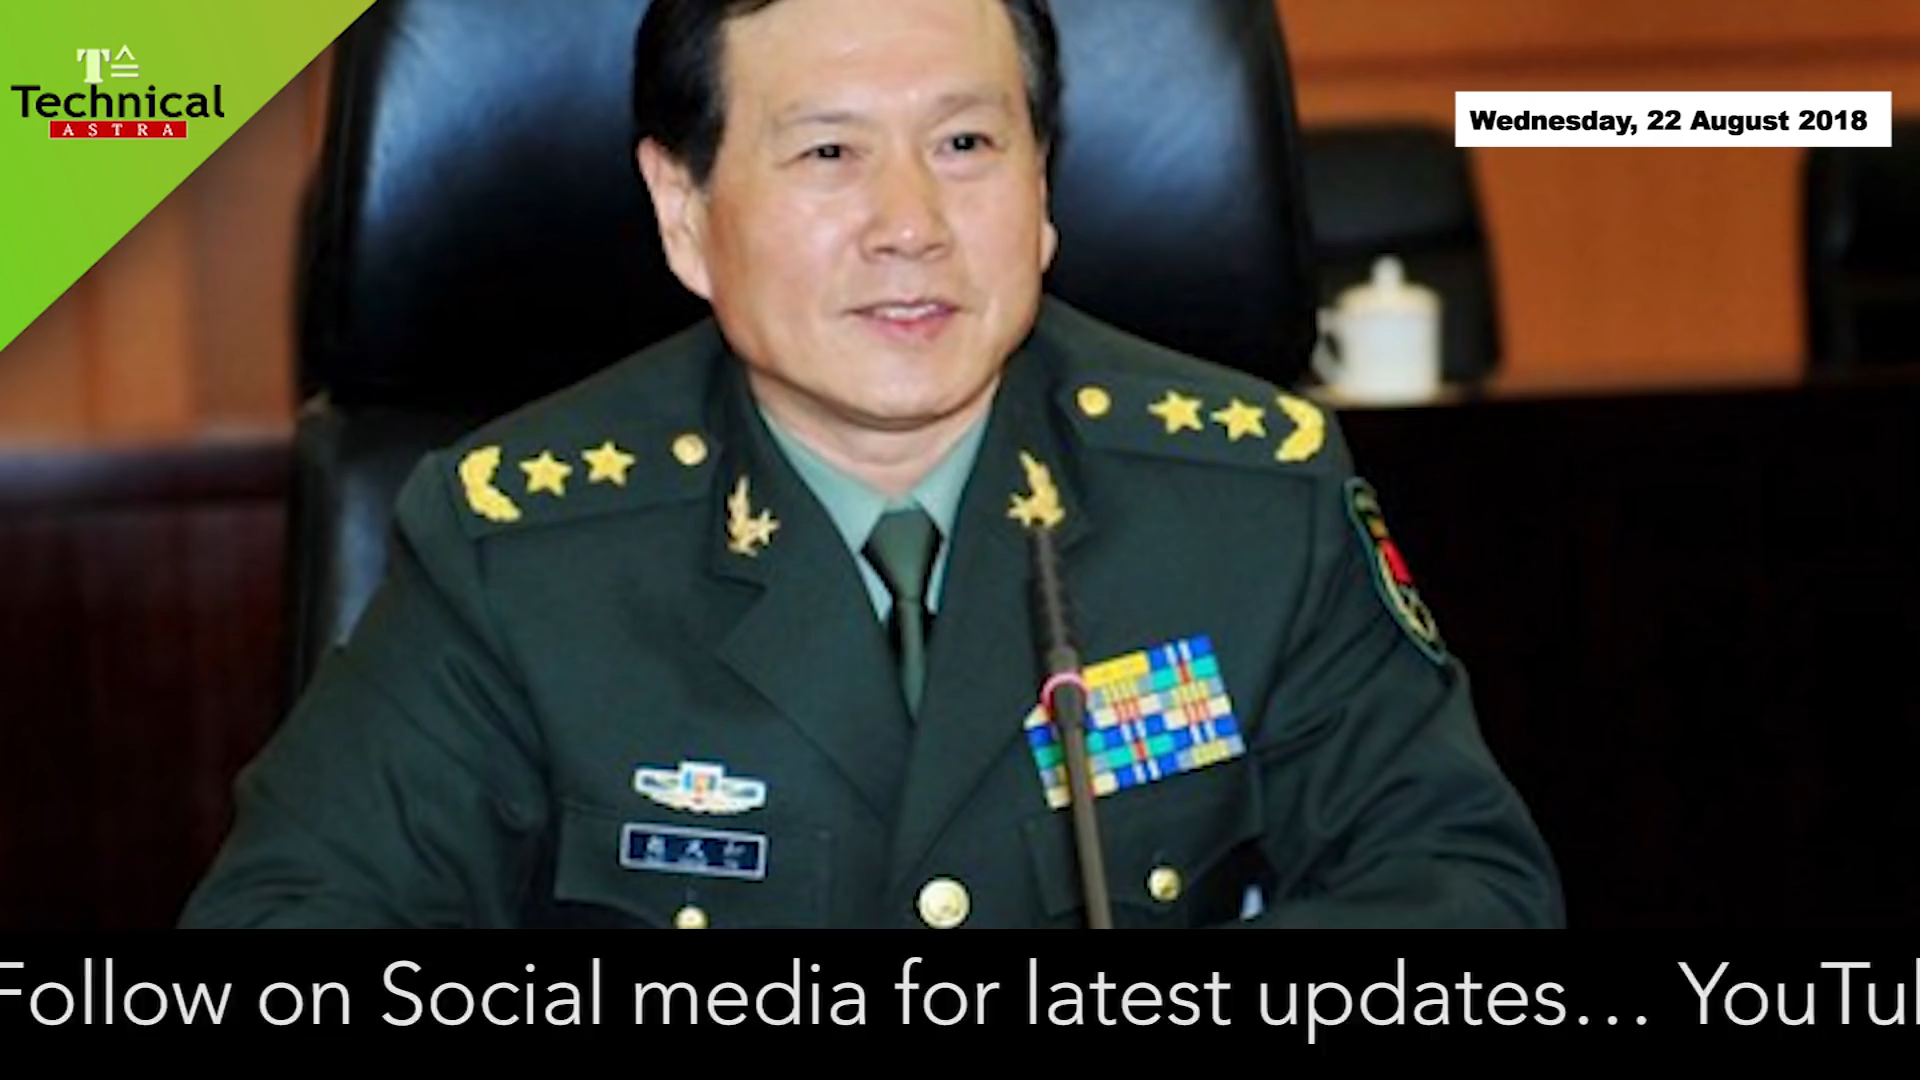 Technical
ASTRA
Wednesday, 22 August 2018
Follow on Social media for latest updates... YouTu